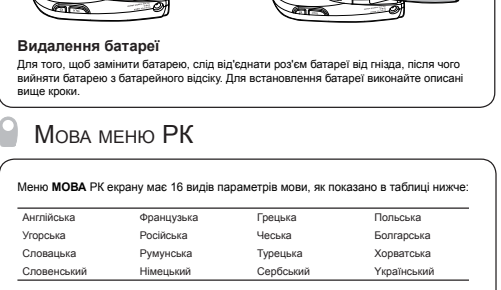 Видалення батареї
Для того, щоб замінити батарею, слід від'єднати роз'єм батареї від гнізда, після чого
вийняти батарею з батарейного відсіку. Для встановлення батареї виконайте описані
вище кроки.
Мова меню РК
Меню МОВА РК екрану має 16 видів параметрів мови, як показано в таблиці нижче:
Англійська Французька Грецька Польська
Угорська Російська Чеська Болгарська
Словацька Румунська Турецька Хорватська
Словенський Німецький Сербський Yкраїнський